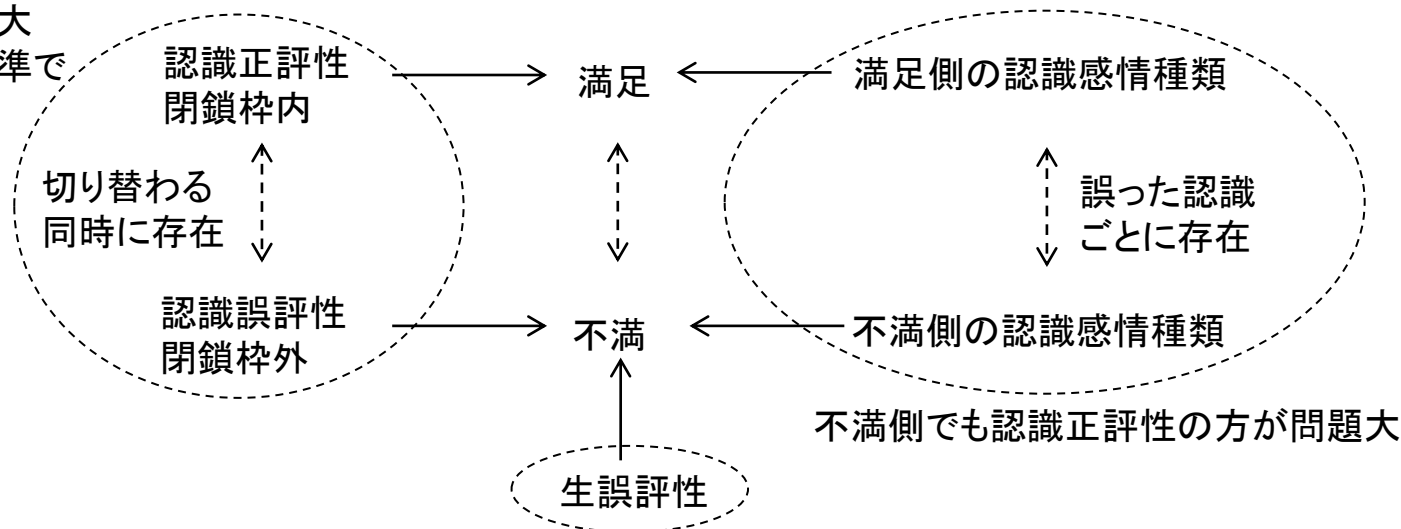 大
準で
認識正評性
閉鎖枠内
満足
満足側の認識感情種類
切り替わる
同時に存在
誤った認識
ごとに存在
認識誤評性
閉鎖枠外
不満
不満側の認識感情種類
不満側でも認識正評性の方が問題大
生誤評性